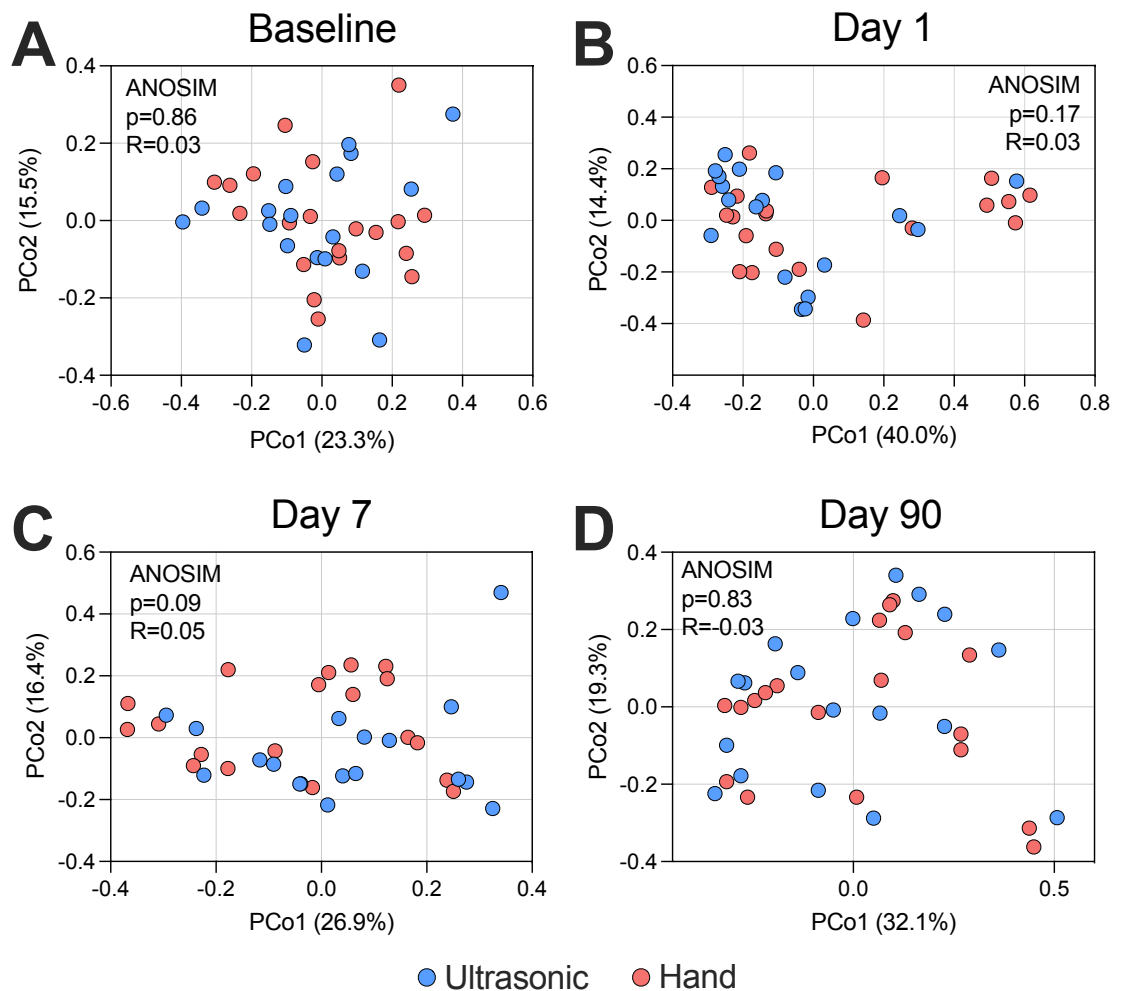 A
Baseline
ANOSIM
p=0.86
R=0.03
PCo2 (15.5%)
0.4
0.2
0.0
-0.2
-0.4
-0.6 -0.4 -0.2 0.0 0.2 0.4 0.6
PCo1 (23.3%)
B
Day 1
ANOSIM
p=0.17
R=0.03
PCo2 (14.4%)
0.6
0.4
0.2
0.0
-0.2
-0.4
-0.4 -0.2 0.0 0.2 0.4 0.6 0.8
PCo1 (40.0%)
C
Day 7
ANOSIM
p=0.09
R=0.05
PCo2 (16.4%)
0.6
0.4
0.2
0.0
-0.2
-0.4
-0.4 -0.2 0.0 0.2 0.4
PCo1 (26.9%)
D
Day 90
ANOSIM
p=0.83
R=-0.03
PCo2 (19.3%)
0.4
0.2
0.0
-0.2
-0.4
0.0 0.5
PCo1 (32.1%)
Ultrasonic Hand